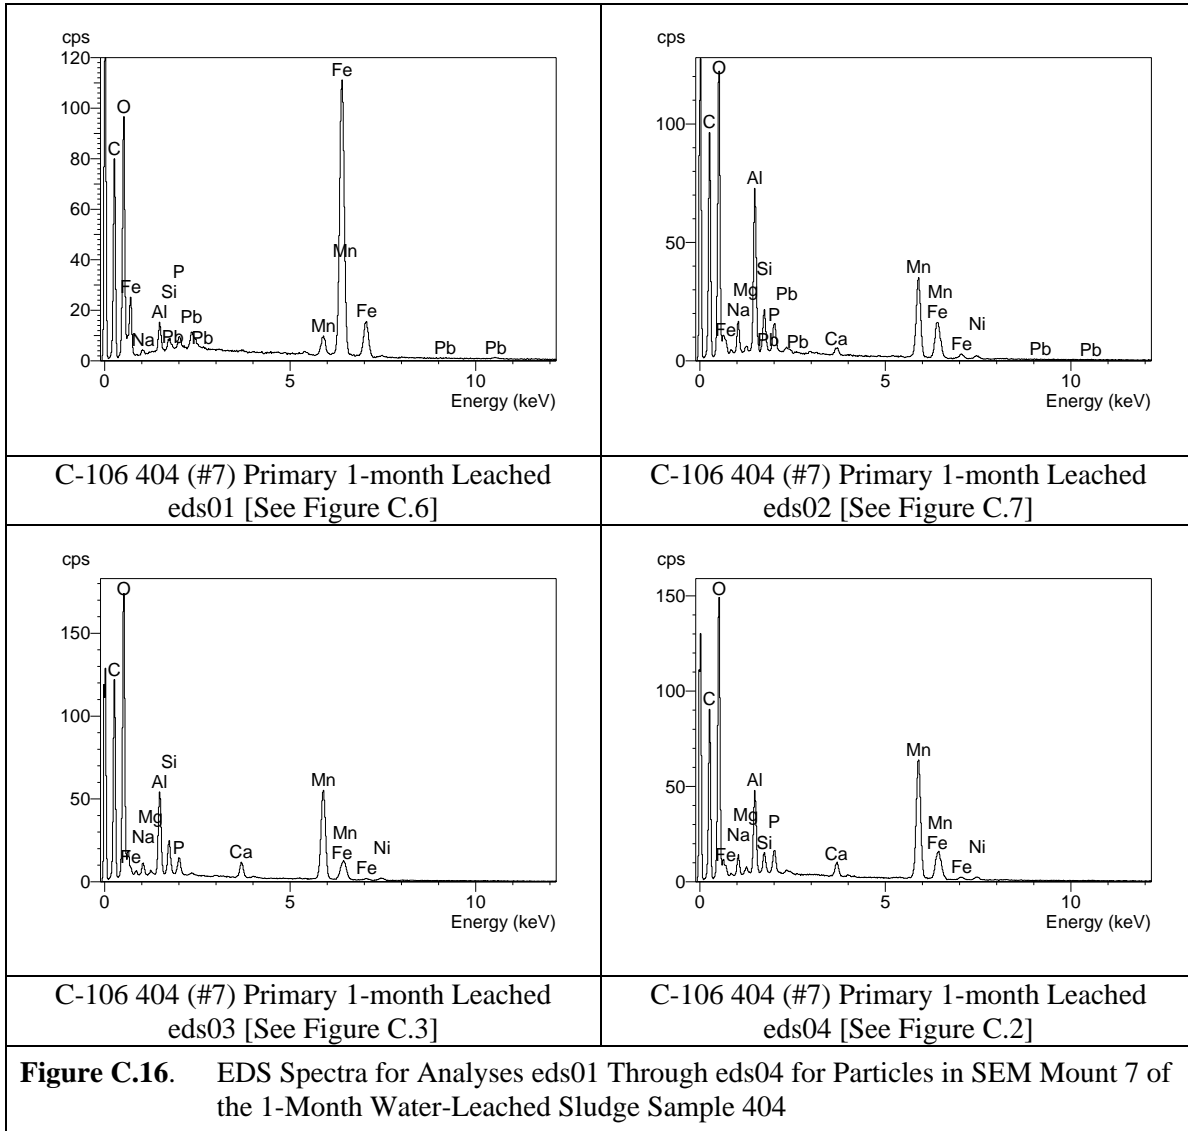 cps
120
100
80
60
40
20
0
C
O
Fe
Na
Al
Si
P
Pb
Pb
Pb
Mn
Fe
Mn
Fe
Pb
Pb
0
5
10
Energy (keV)
C-106 404 (#7) Primary 1-month Leached
eds01 [See Figure C.6]
cps
100
50
0
C
O
Fe
Na
Mg
Al
Si
Pb
P
Pb
Pb
Ca
Mn
Mn
Fe
Fe
Ni
Pb
Pb
0
5
10
Energy (keV)
C-106 404 (#7) Primary 1-month Leached
eds02 [See Figure C.7]
cps
150
100
50
0
C
O
Fe
Na
Mg
Al
Si
P
Ca
Mn
Mn
Fe
Fe
Ni
0
5
10
Energy (keV)
C-106 404 (#7) Primary 1-month Leached
eds03 [See Figure C.3]
cps
150
100
50
0
C
O
Fe
Na
Mg
Al
Si
P
Ca
Mn
Mn
Fe
Fe
Ni
0
5
10
Energy (keV)
C-106 404 (#7) Primary 1-month Leached
eds04 [See Figure C.2]
Figure C.16. EDS Spectra for Analyses eds01 Through eds04 for Particles in SEM Mount 7 of
the 1-Month Water-Leached Sludge Sample 404